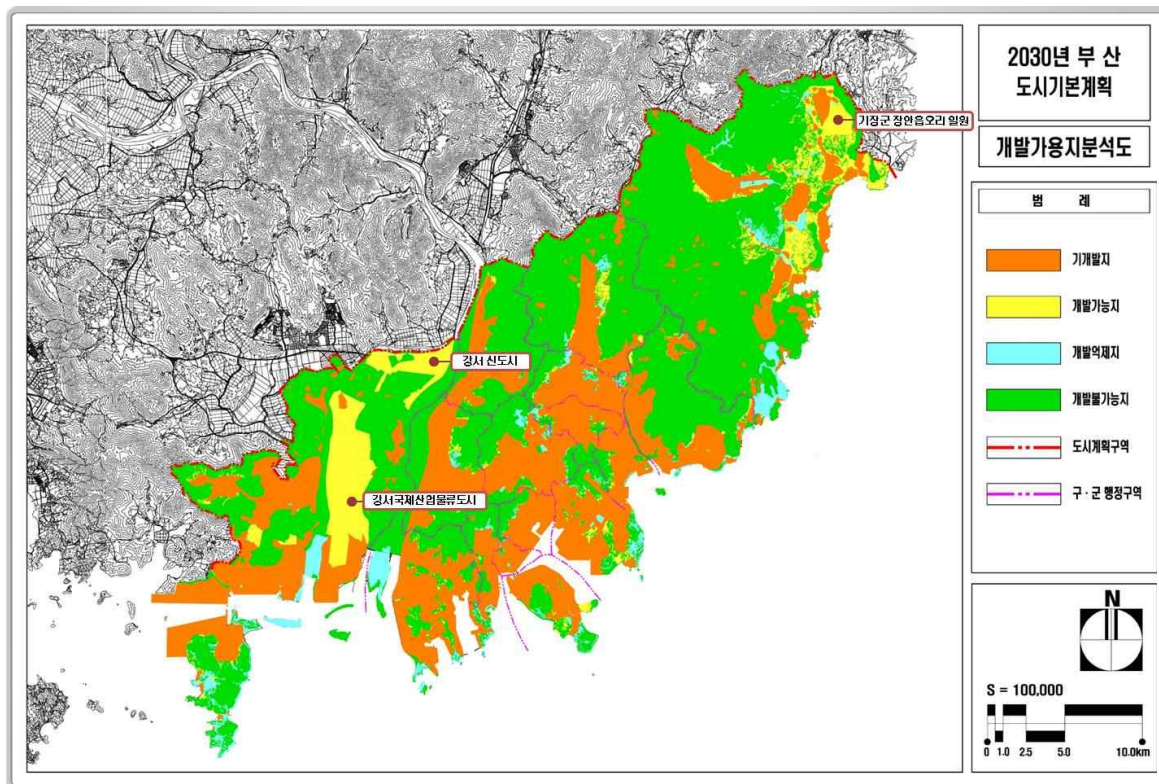 2030년 부 산
도시기본계획
개발가용지분석도
범 례
기개발지
개발가능지
개발억제지
개발불가능지
도시계획구역
구 · 군 행정구역
기장군 장안읍오리 일원
강서 신도시
강서국제산업물류도시
N
S = 100,000
0 1.0 2.5 5.0 10.0km